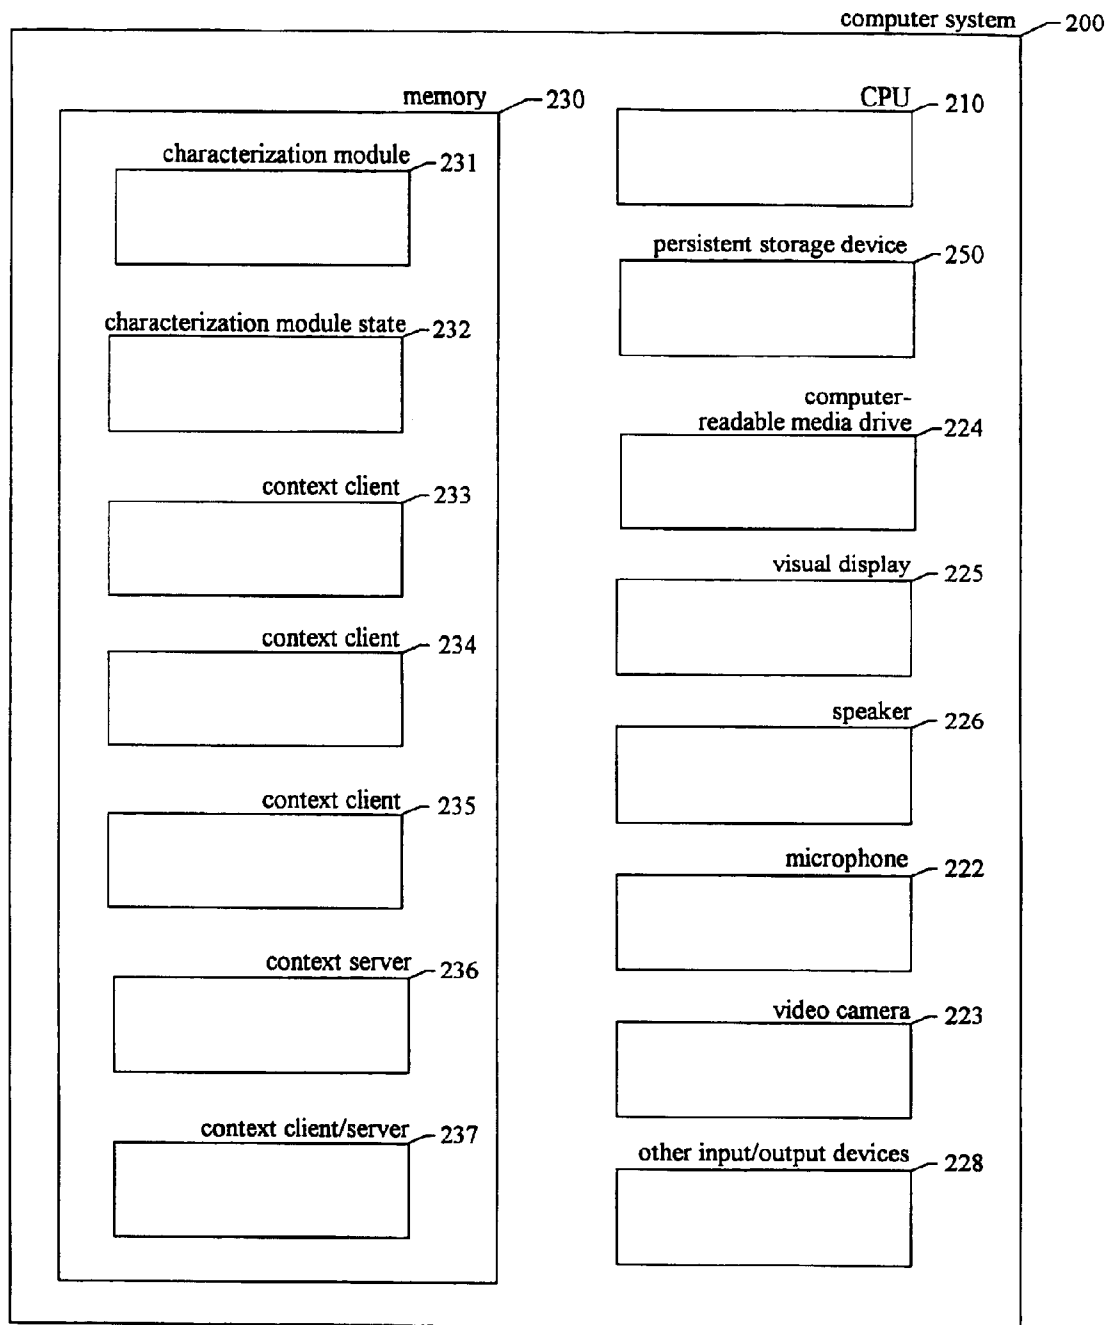 computer system 200
memory 230
characterization module 231
characterization module state 232
context client 233
context client 234
context client 235
context server 236
context client/server 237
CPU 210
persistent storage device 250
computer-
readable media drive 224
visual display 225
speaker 226
microphone 222
video camera 223
other input/output devices 228